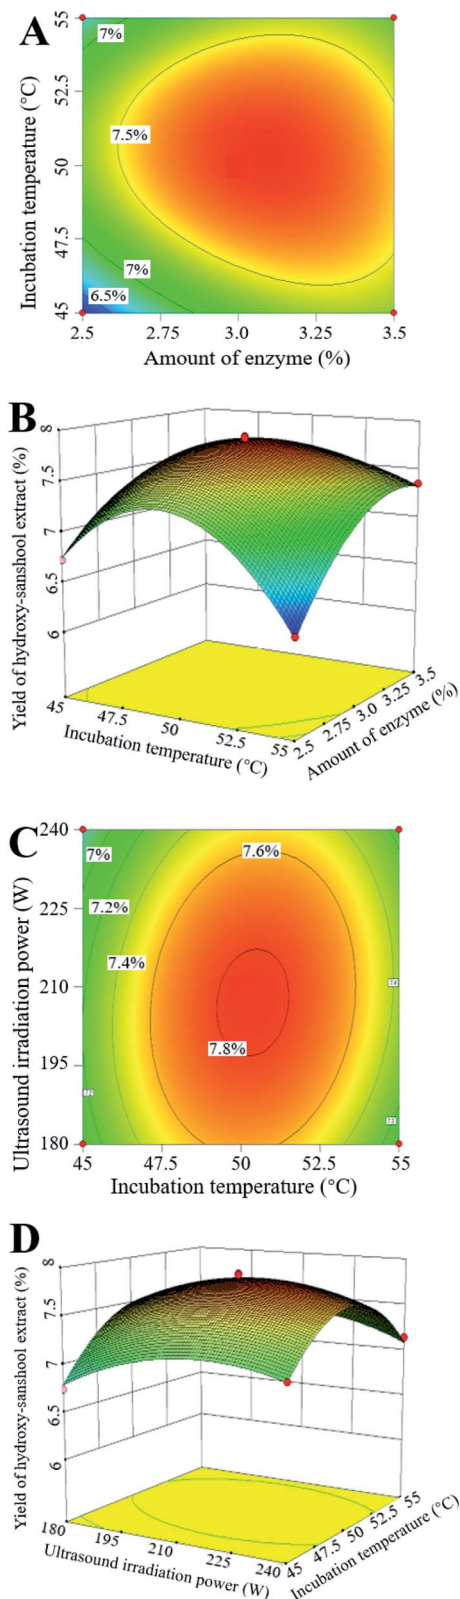 A
55
52.5
50
47.5
45
Incubation temperature (°C)
7%
7.5%
7%
6.5%
2.5 2.75 3.0 3.25 3.5
Amount of enzyme (%)
B
8
7.5
7
6.5
6
Yield of hydroxy-sanshool extract (%)
45 47.5 50 52.5 55
Incubation temperature (°C)
2.5 2.75 3.0 3.25 3.5
Amount of enzyme (%)
C
240
225
210
195
180
Ultrasound irradiation power (W)
7%
7.6%
7.2%
7.4%
7.4
7.8%
7.2
7.2
45 47.5 50 52.5 55
Incubation temperature (°C)
D
8
7.5
7
6.5
6
Yield of hydroxy-sanshool extract (%)
180 195 210 225 240
Ultrasound irradiation power (W)
45 47.5 50 52.5 55
Incubation temperature (°C)